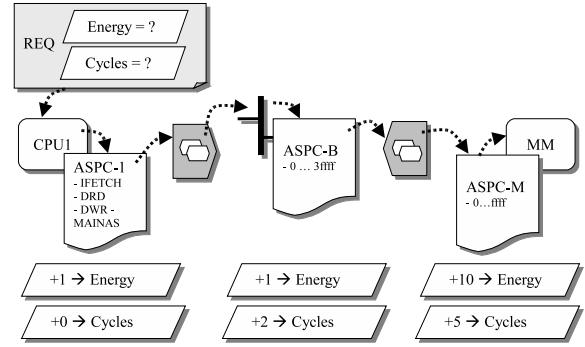 REQ
Energy = ?
Cycles = ?
CPU1
ASPC-1
- IFETCH
- DRD
- DWR -
MAINAS
ASPC-B
- 0 ... 3ffff
ASPC-M
- 0...ffff
MM
+1 → Energy
+1 → Energy
+10 → Energy
+0 → Cycles
+2 → Cycles
+5 → Cycles